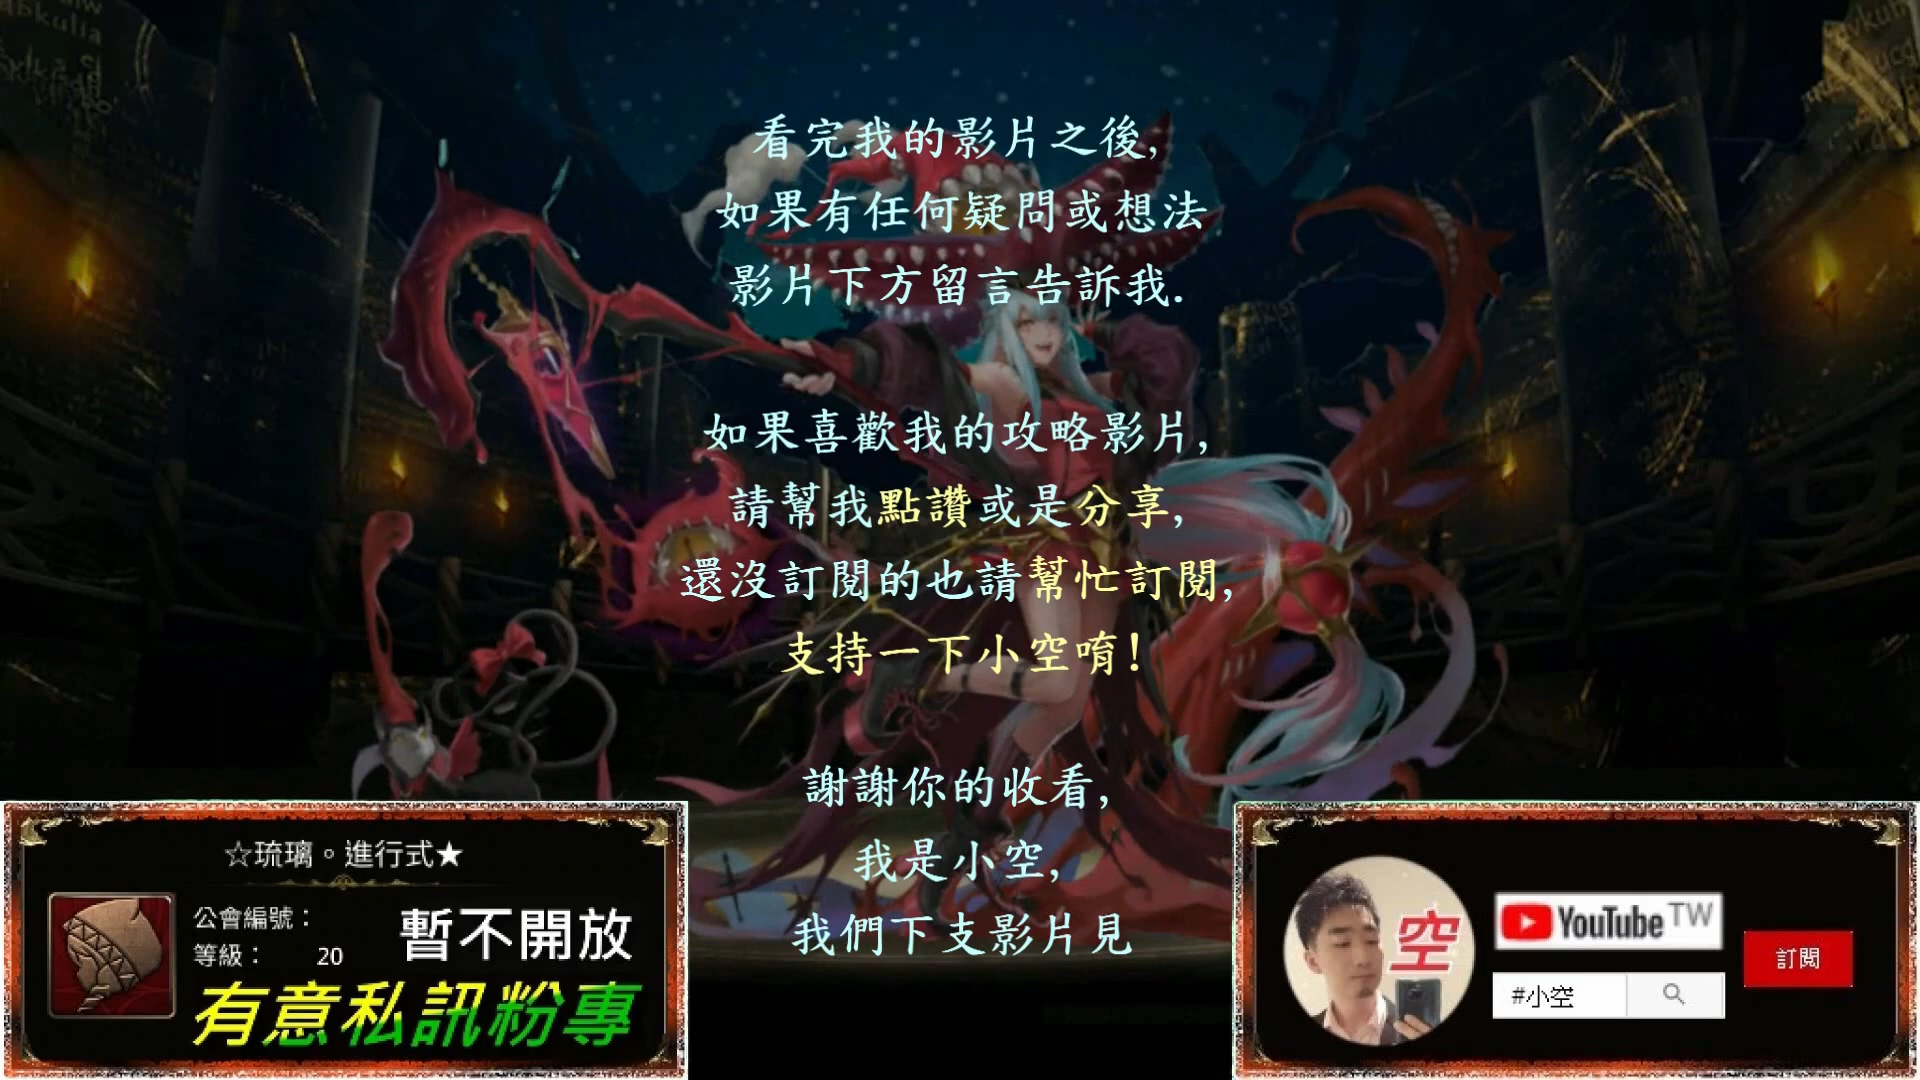 看完我的影片之後,
如果有任何疑問或想法
影片下方留言告訴我.
如果喜歡我的攻略影片,
請幫我點讚或是分享,
還沒訂閱的也請幫忙訂閱,
支持一下小空唷!
謝謝你的收看,
我是小空,
我們下支影片見
☆琉璃。進行式★
公會編號：
等級： 20
暫不開放
有意私訊粉專
空
YouTube TW
#小空
訂閱